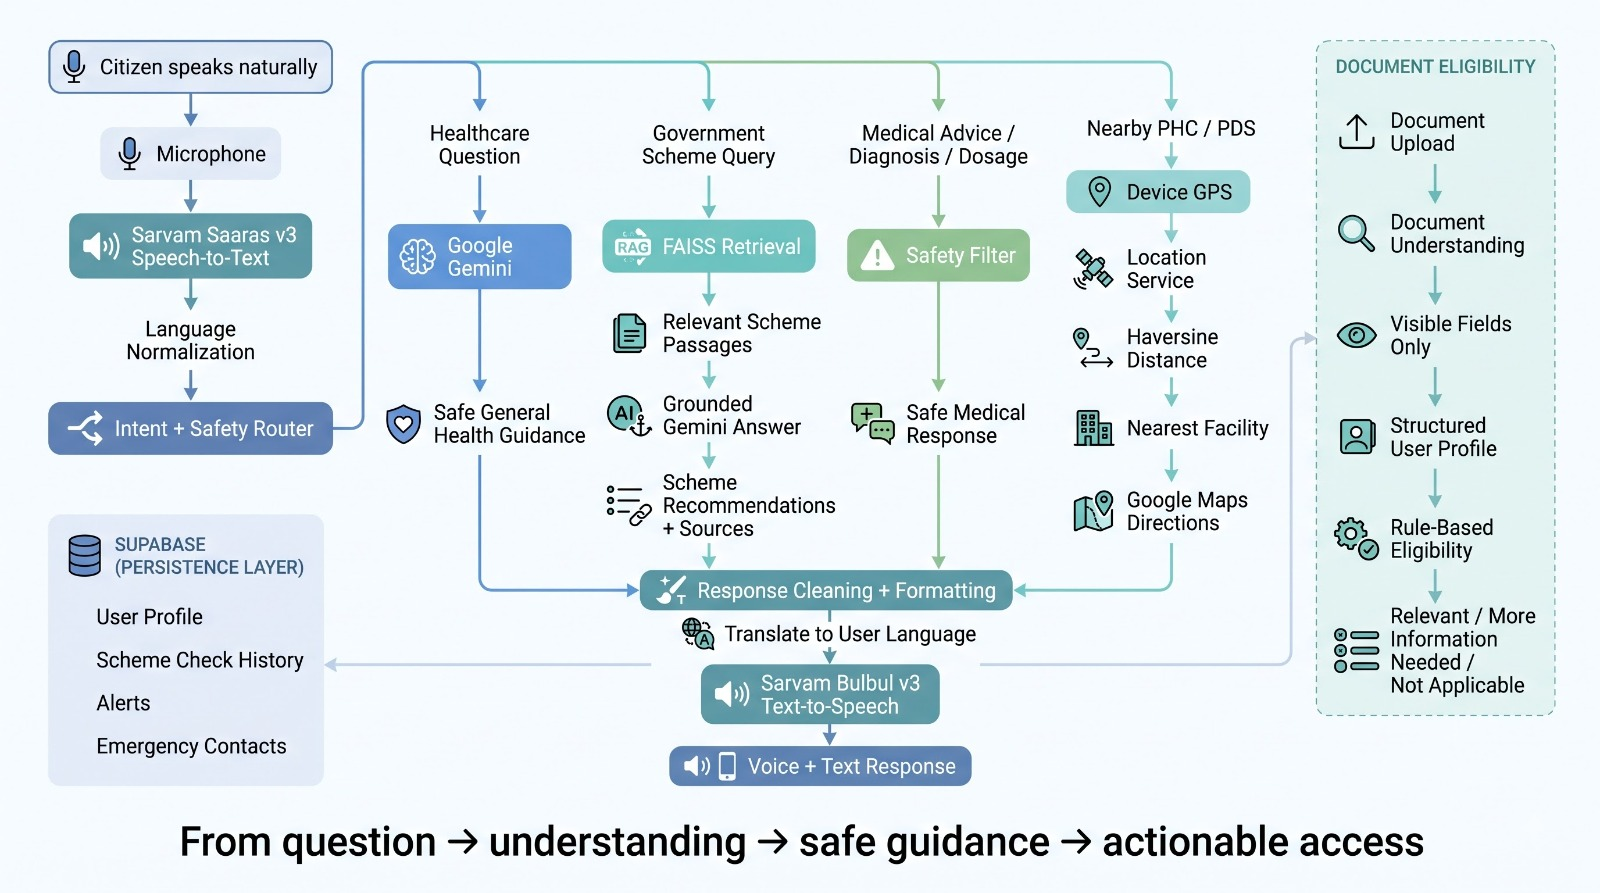 Citizen speaks naturally
Microphone
Sarvam Saaras v3
Speech-to-Text
Language
Normalization
Intent + Safety Router
Healthcare
Question
Google
Gemini
Safe General
Health Guidance
Government
Scheme Query
RAG
FAISS Retrieval
Relevant Scheme
Passages
AI
Grounded
Gemini Answer
Scheme
Recommendations
+ Sources
Medical Advice /
Diagnosis / Dosage
Safety Filter
Safe Medical
Response
Nearby PHC / PDS
Device GPS
Location
Service
Haversine
Distance
Nearest Facility
Google Maps
Directions
T
Response Cleaning + Formatting
A
Translate to User Language
Sarvam Bulbul v3
Text-to-Speech
Voice + Text Response
SUPABASE
(PERSISTENCE LAYER)
User Profile
Scheme Check History
Alerts
Emergency Contacts
DOCUMENT ELIGIBILITY
Document
Upload
Document
Understanding
Visible Fields
Only
Structured
User Profile
Rule-Based
Eligibility
Relevant / More
Information
Needed /
Not Applicable
From question → understanding → safe guidance → actionable access